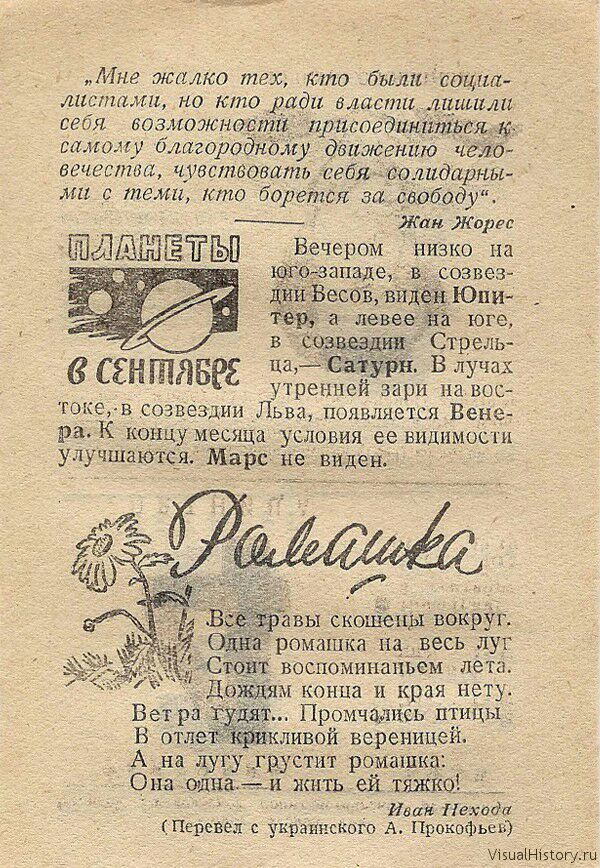 „Мне жалко тех, кто были социа-
листами, но кто ради власти лишили
себя возможности присоединиться к
самому благородному движению чело-
вечества, чувствовать себя солидарны-
ми с теми, кто борется за свободу“.
Жан Жорес
ПЛАНЕТЫ
В СЕНТЯБРЕ
Вечером низко на
юго-западе, в созвез-
дии Весов, виден Юпи-
тер, а левее на юге,
в созвездии Стрель-
ца,— Сатурн. В лучах
утренней зари на вос-
токе, в созвездии Льва, появляется Вене-
ра. К концу месяца условия ее видимости
улучшаются. Марс не виден.
Ромашка
Все травы скошены вокруг.
Одна ромашка на весь луг
Стоит воспоминаньем лета.
Дождям конца и края нету.
Ветра гудят... Промчались птицы
В отлет крикливой вереницей.
А на лугу грустит ромашка:
Она одна — и жить ей тяжко!
Иван Нехода
(Перевел с украинского А. Прокофьев)
VisualHistory.ru